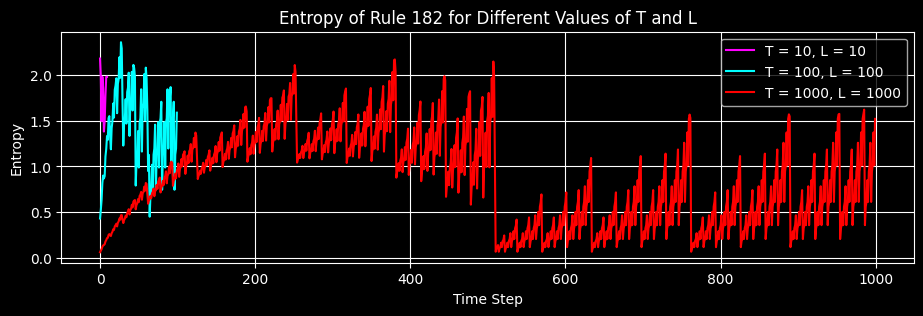 Entropy of Rule 182 for Different Values of T and L
T = 10, L = 10
T = 100, L = 100
T = 1000, L = 1000
Entropy
2.0
1.5
1.0
0.5
0.0
0 200 400 600 800 1000
Time Step